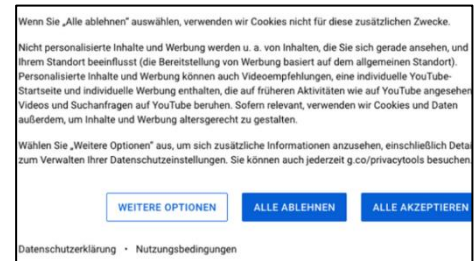 Wenn Sie „Alle ablehnen" auswählen, verwenden wir Cookies nicht für diese zusätzlichen Zwecke.
Nicht personalisierte Inhalte und Werbung werden u. a. von Inhalten, die Sie sich gerade ansehen, und
Ihrem Standort beeinflusst (die Bereitstellung von Werbung basiert auf dem allgemeinen Standort).
Personalisierte Inhalte und Werbung können auch Videoempfehlungen, eine individuelle YouTube-
Startseite und individuelle Werbung enthalten, die auf früheren Aktivitäten wie auf YouTube angesehen
Videos und Suchanfragen auf YouTube beruhen. Sofern relevant, verwenden wir Cookies und Daten
außerdem, um Inhalte und Werbung altersgerecht zu gestalten.
Wählen Sie „Weitere Optionen" aus, um sich zusätzliche Informationen anzusehen, einschließlich Detai
zum Verwalten Ihrer Datenschutzeinstellungen. Sie können auch jederzeit g.co/privacytools besuchen.
WEITERE OPTIONEN ALLE ABLEHNEN ALLE AKZEPTIEREN
Datenschutzerklärung • Nutzungsbedingungen